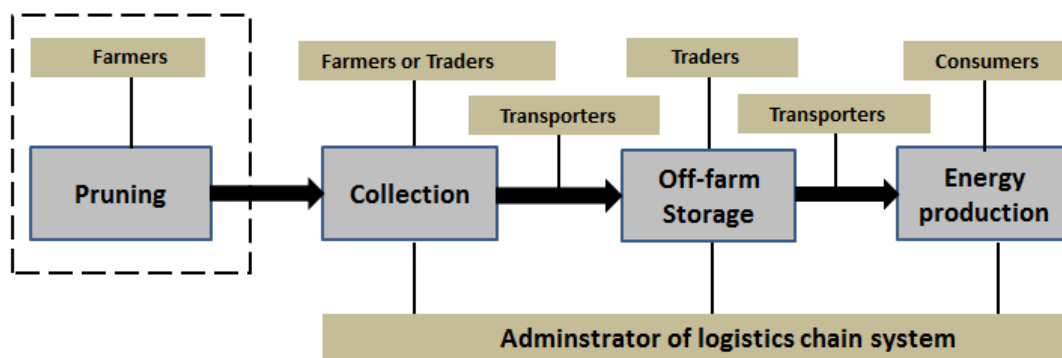 Farmers
Farmers or Traders
Traders
Consumers
Transporters
Transporters
Pruning
Collection
Off-farm
Storage
Energy
production
Adminstrator of logistics chain system